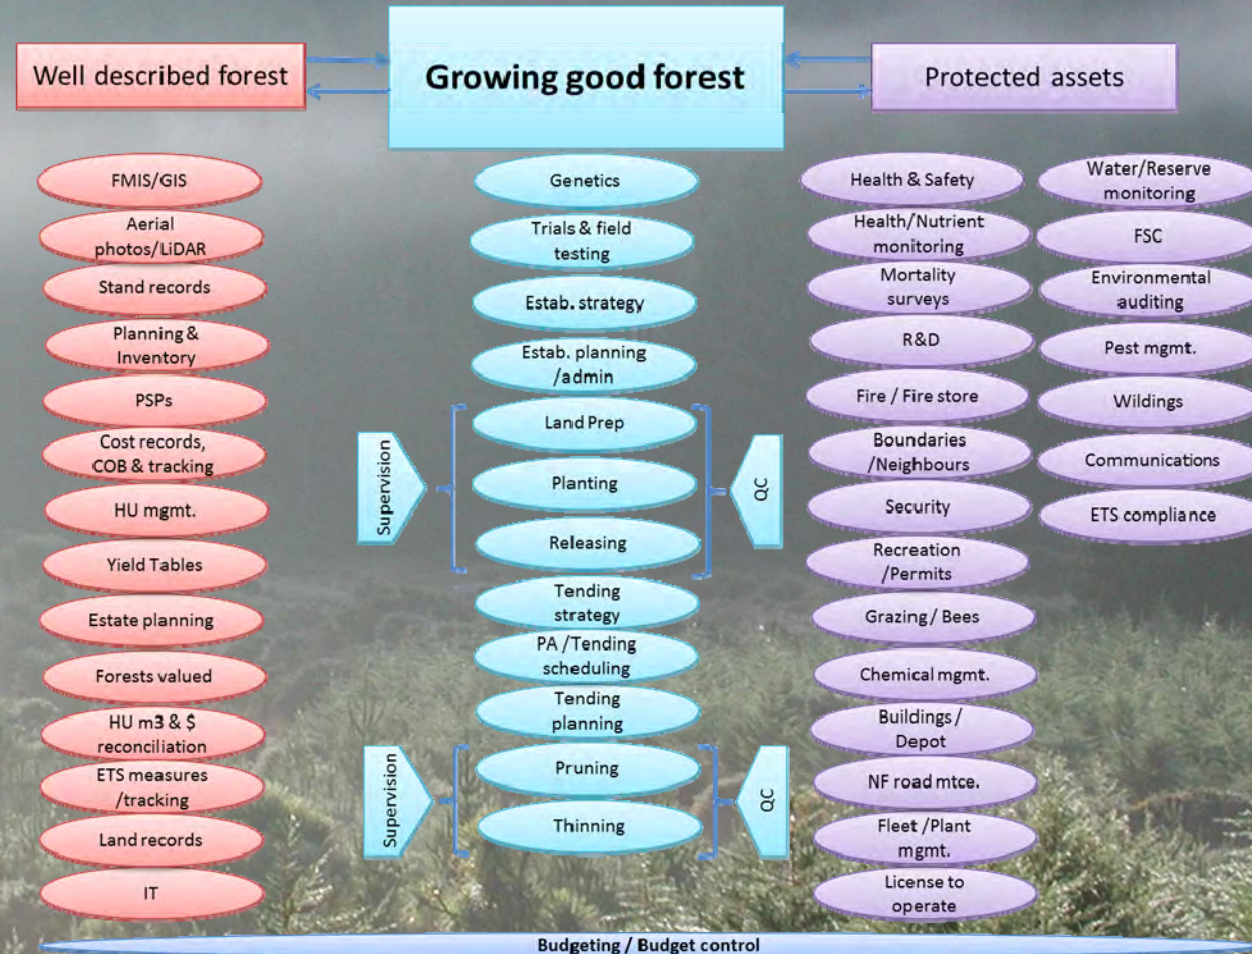 Well described forest
Growing good forest
Protected assets
FMIS/GIS
Aerial
photos/LiDAR
Stand records
Planning &
Inventory
PSPs
Cost records,
COB & tracking
HU mgmt.
Yield Tables
Estate planning
Forests valued
HU m3 & $
reconciliation
ETS measures
/tracking
Land records
IT
Genetics
Trials & field
testing
Estab. strategy
Estab. planning
/admin
Supervision
Land Prep
Planting
Releasing
QC
Tending
strategy
PA /Tending
scheduling
Tending
planning
Supervision
Pruning
Thinning
QC
Health & Safety
Health/Nutrient
monitoring
Mortality
surveys
R&D
Fire / Fire store
Boundaries
/Neighbours
Security
Recreation
/Permits
Grazing / Bees
Chemical mgmt.
Buildings /
Depot
NF road mtce.
Fleet /Plant
mgmt.
License to
operate
Water/Reserve
monitoring
FSC
Environmental
auditing
Pest mgmt.
Wildings
Communications
ETS compliance
Budgeting / Budget control